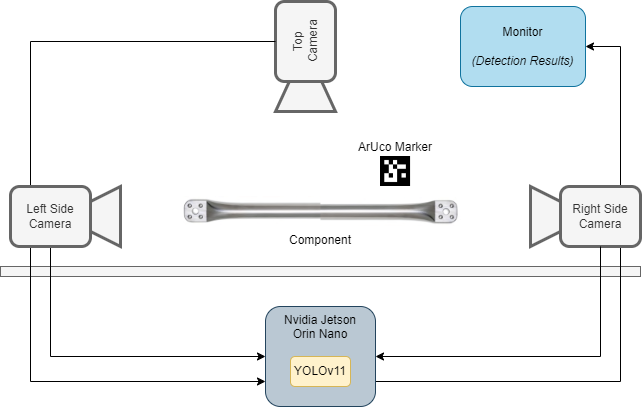 Top
Camera
Monitor
(Detection Results)
ArUco Marker
Left Side
Camera
Right Side
Camera
Component
Nvidia Jetson
Orin Nano
YOLOv11